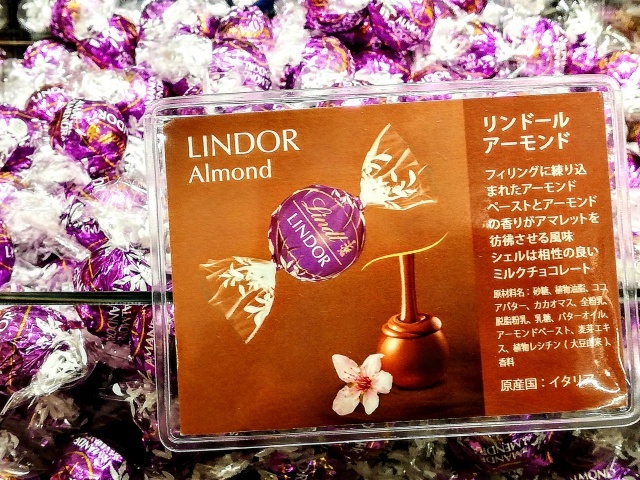 LINDOR
Almond
Lindt
LINDOR
リンドール
アーモンド
フィリングに練り込
まれたアーモンド
ペーストとアーモンド
の香りがアマレットを
彷彿させる風味
シェルは相性の良い
ミルクチョコレート
原材料名：砂糖、植物油脂、ココ
アバター、カカオマス、全粉乳、
脱脂粉乳、乳糖、バターオイル、
アーモンドペースト、麦芽エキ
ス、植物レシチン（大豆由来）、
香料
原産国：イタリア